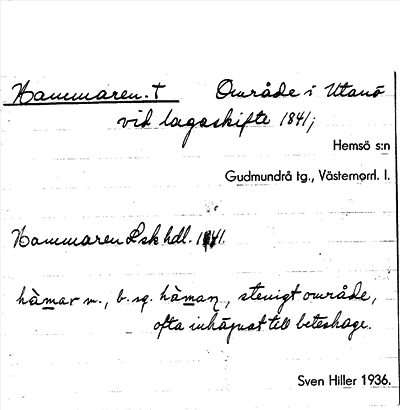 Hammaren. † Område i Utanö
vid lagaskifte 1841;
Hemsö s:n
Gudmundrå tg., Västernorrl. l.
Hammaren Lsk hdl. 1841.
hàmar m., b. sg. hàman, stenigt område,
ofta inhägnat till beteshage.
Sven Hiller 1936.